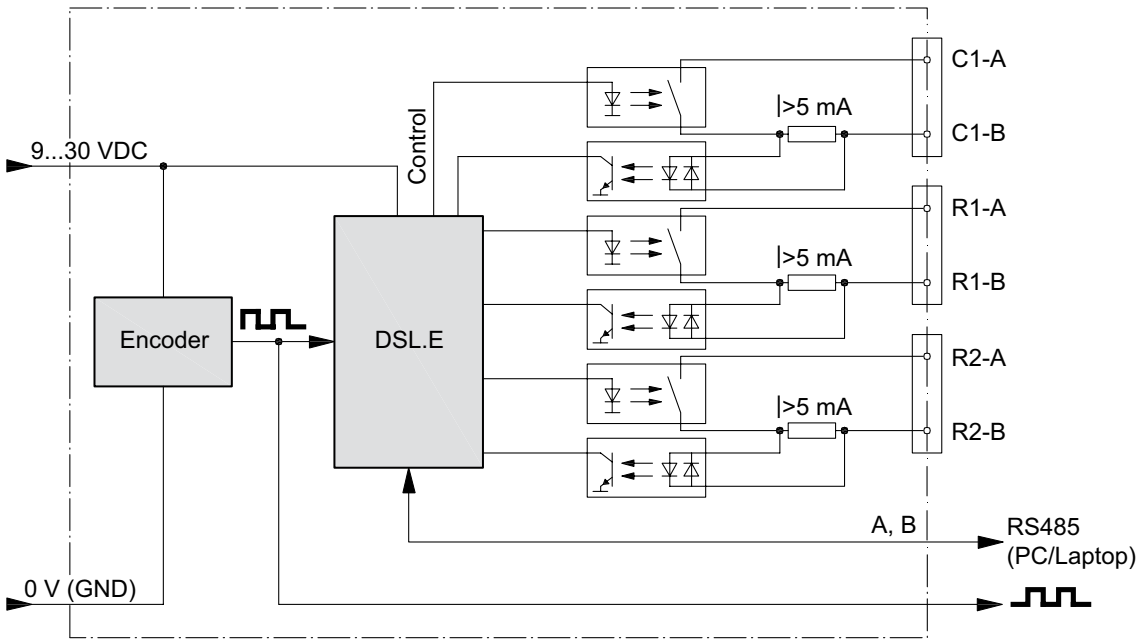 C1-A
|>5 mA
C1-B
9...30 VDC
Control
R1-A
|>5 mA
R1-B
Encoder
DSL.E
R2-A
|>5 mA
R2-B
A, B
RS485
(PC/Laptop)
0 V (GND)